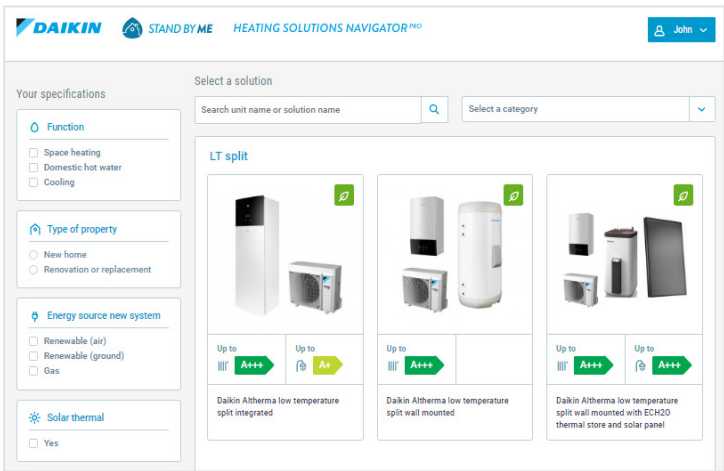 DAIKIN STAND BY ME HEATING SOLUTIONS NAVIGATOR PRO
John
Your specifications
Function
Space heating
Domestic hot water
Cooling
Type of property
New home
Renovation or replacement
Energy source new system
Renewable (air)
Renewable (ground)
Gas
Solar thermal
Yes
Select a solution
Search unit name or solution name
Select a category
LT split
Up to
A+++
Up to
A+
Daikin Altherma low temperature
split integrated
Up to
A+++
Daikin Altherma low temperature
split wall mounted
Up to
A+++
Up to
A+++
Daikin Altherma low temperature
split wall mounted with ECH2O
thermal store and solar panel